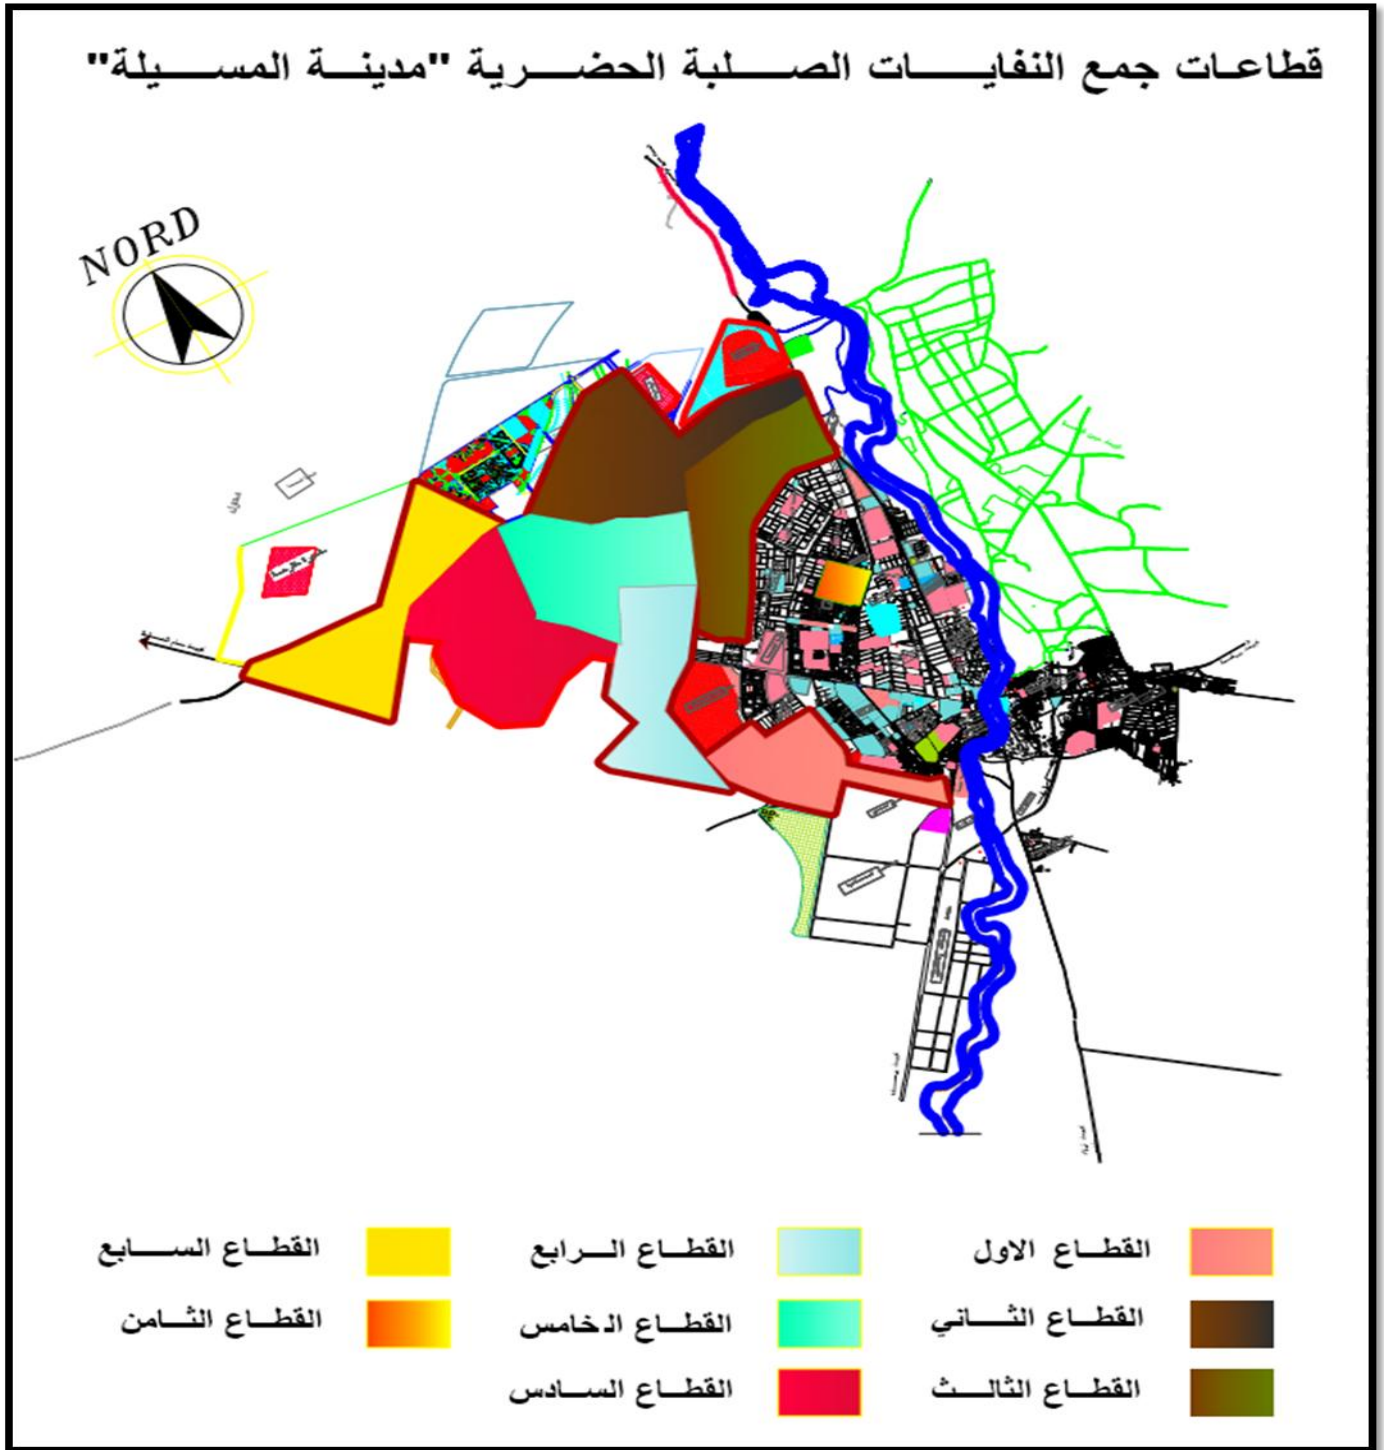 قطاعات جمع النفايات الصلبة الحضرية "مدينة المسيلة"
NORD
القطاع الاول
القطاع الثاني
القطاع الثالث
القطاع الرابع
القطاع الخامس
القطاع السادس
القطاع السابع
القطاع الثامن